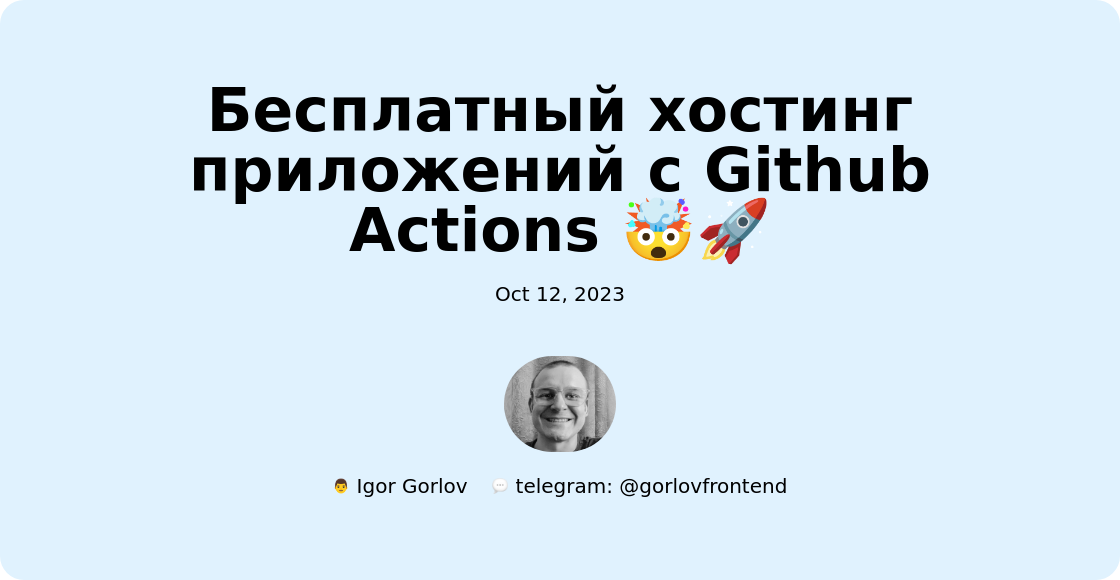 Бесплатный хостинг
приложений с Github
Actions 🤯🚀
Oct 12, 2023
👨 Igor Gorlov 💬 telegram: @gorlovfrontend